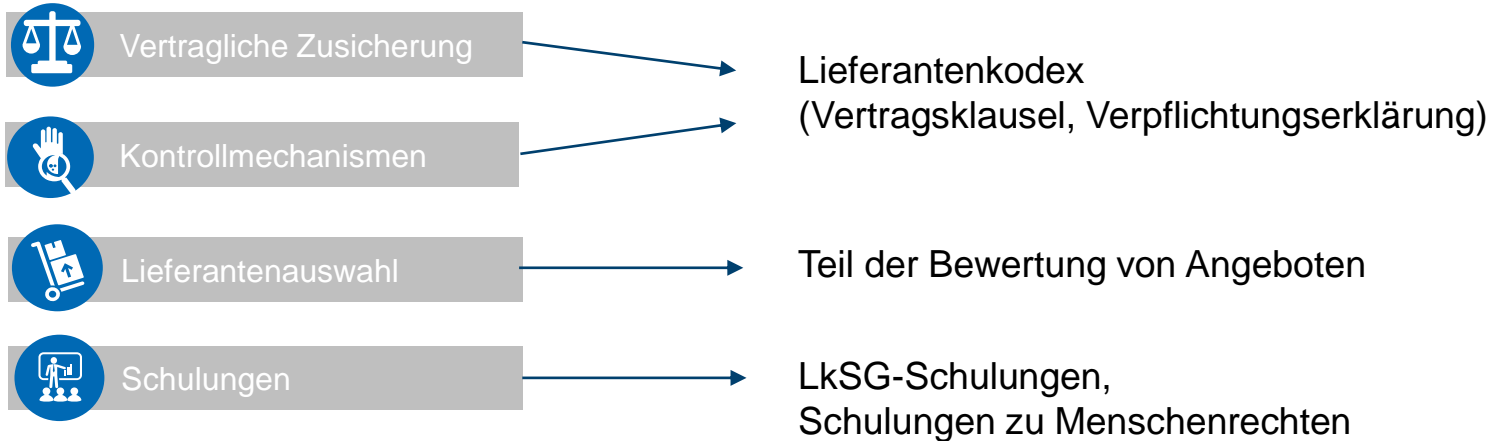 Vertragliche Zusicherung
Kontrollmechanismen
Lieferantenkodex
(Vertragsklausel, Verpflichtungserklärung)
Lieferantenauswahl
Teil der Bewertung von Angeboten
Schulungen
LkSG-Schulungen,
Schulungen zu Menschenrechten